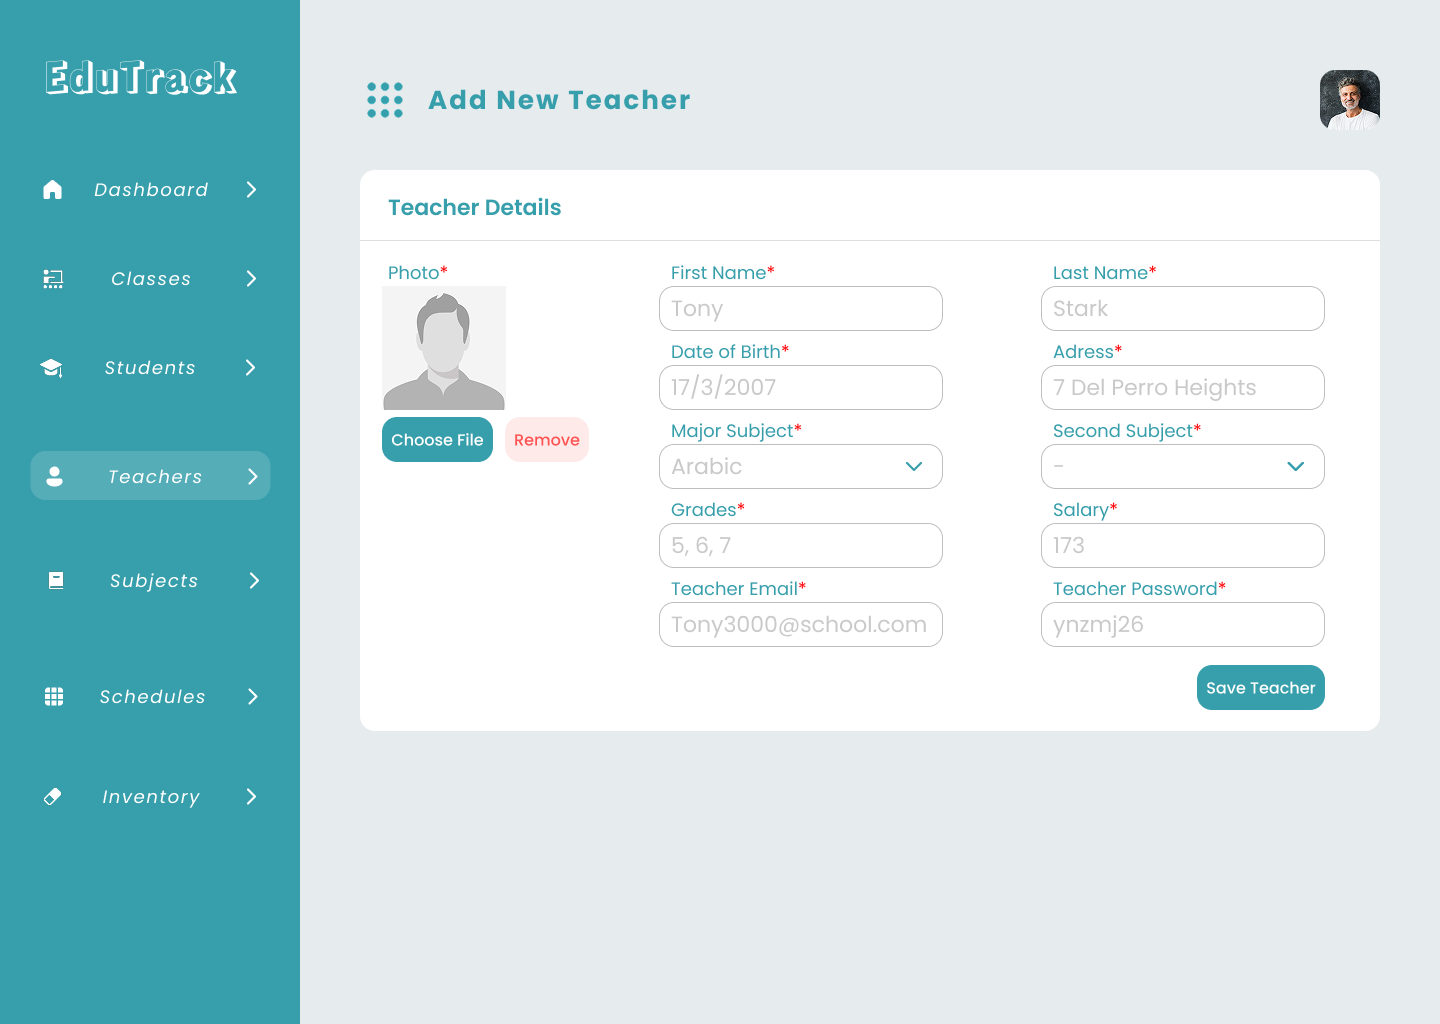 EduTrack
Dashboard
Classes
Students
Teachers
Subjects
Schedules
Inventory
Add New Teacher
Teacher Details
Photo*
Choose File
Remove
First Name*
Tony
Last Name*
Stark
Date of Birth*
17/3/2007
Adress*
7 Del Perro Heights
Major Subject*
Arabic
Second Subject*
-
Grades*
5, 6, 7
Salary*
173
Teacher Email*
Tony3000@school.com
Teacher Password*
ynzmj26
Save Teacher